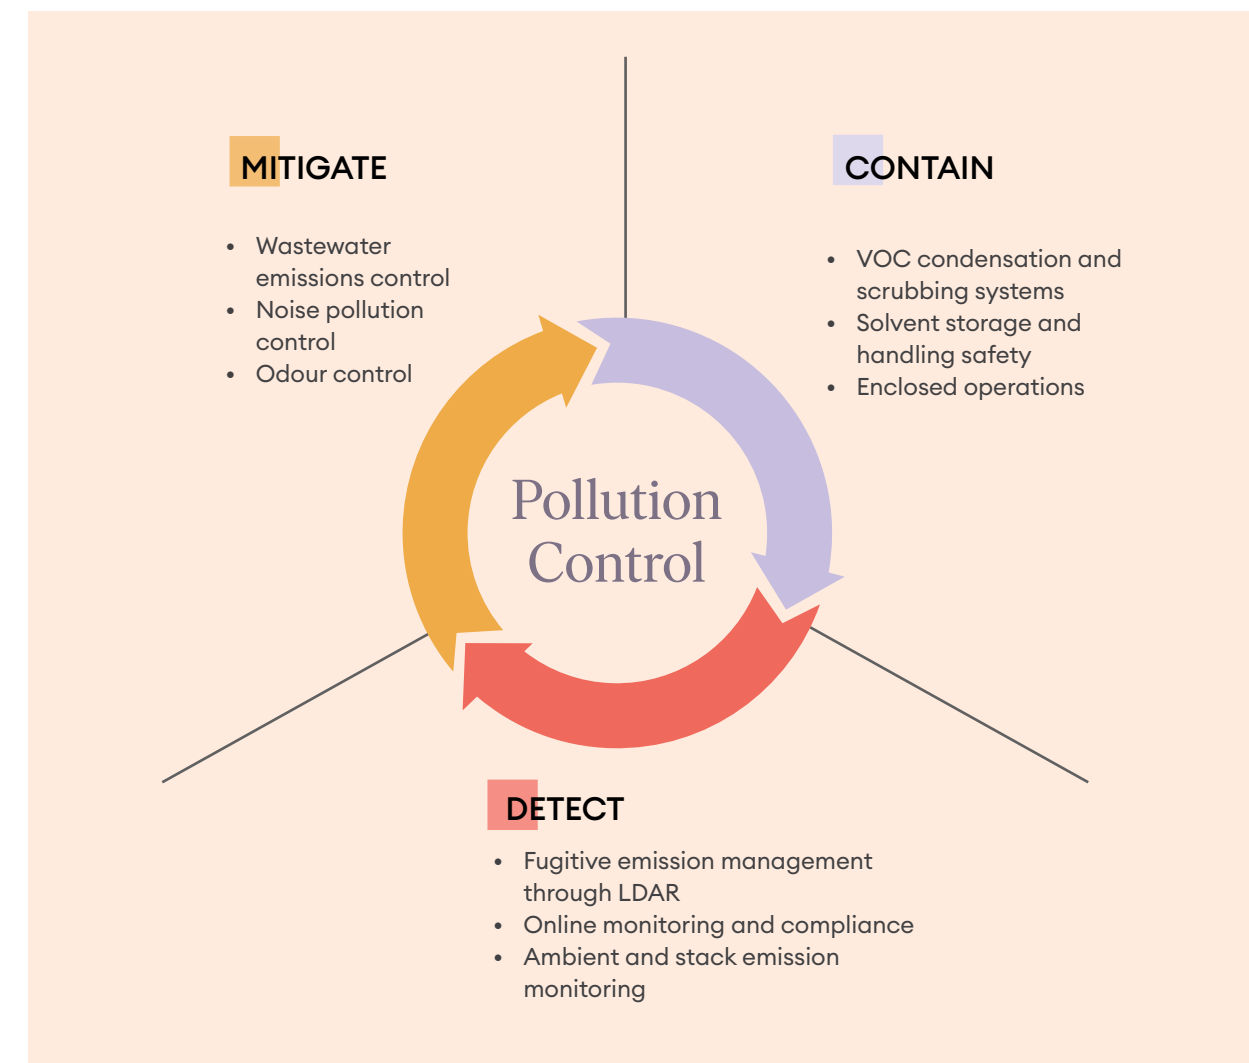 MITIGATE
• Wastewater
emissions control
• Noise pollution
control
• Odour control
CONTAIN
• VOC condensation and
scrubbing systems
• Solvent storage and
handling safety
• Enclosed operations
Pollution
Control
DETECT
• Fugitive emission management
through LDAR
• Online monitoring and compliance
• Ambient and stack emission
monitoring